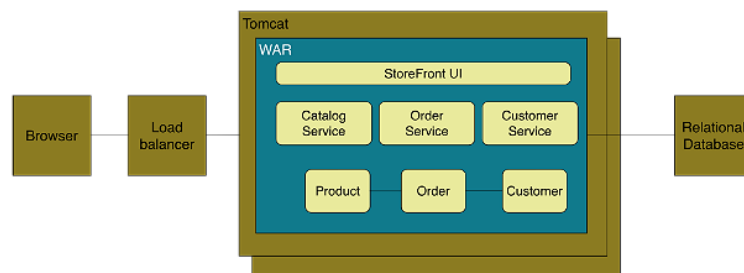 Tomcat
WAR
StoreFront UI
Browser
Load
balancer
Catalog
Service
Order
Service
Customer
Service
Relational
Database
Product
Order
Customer